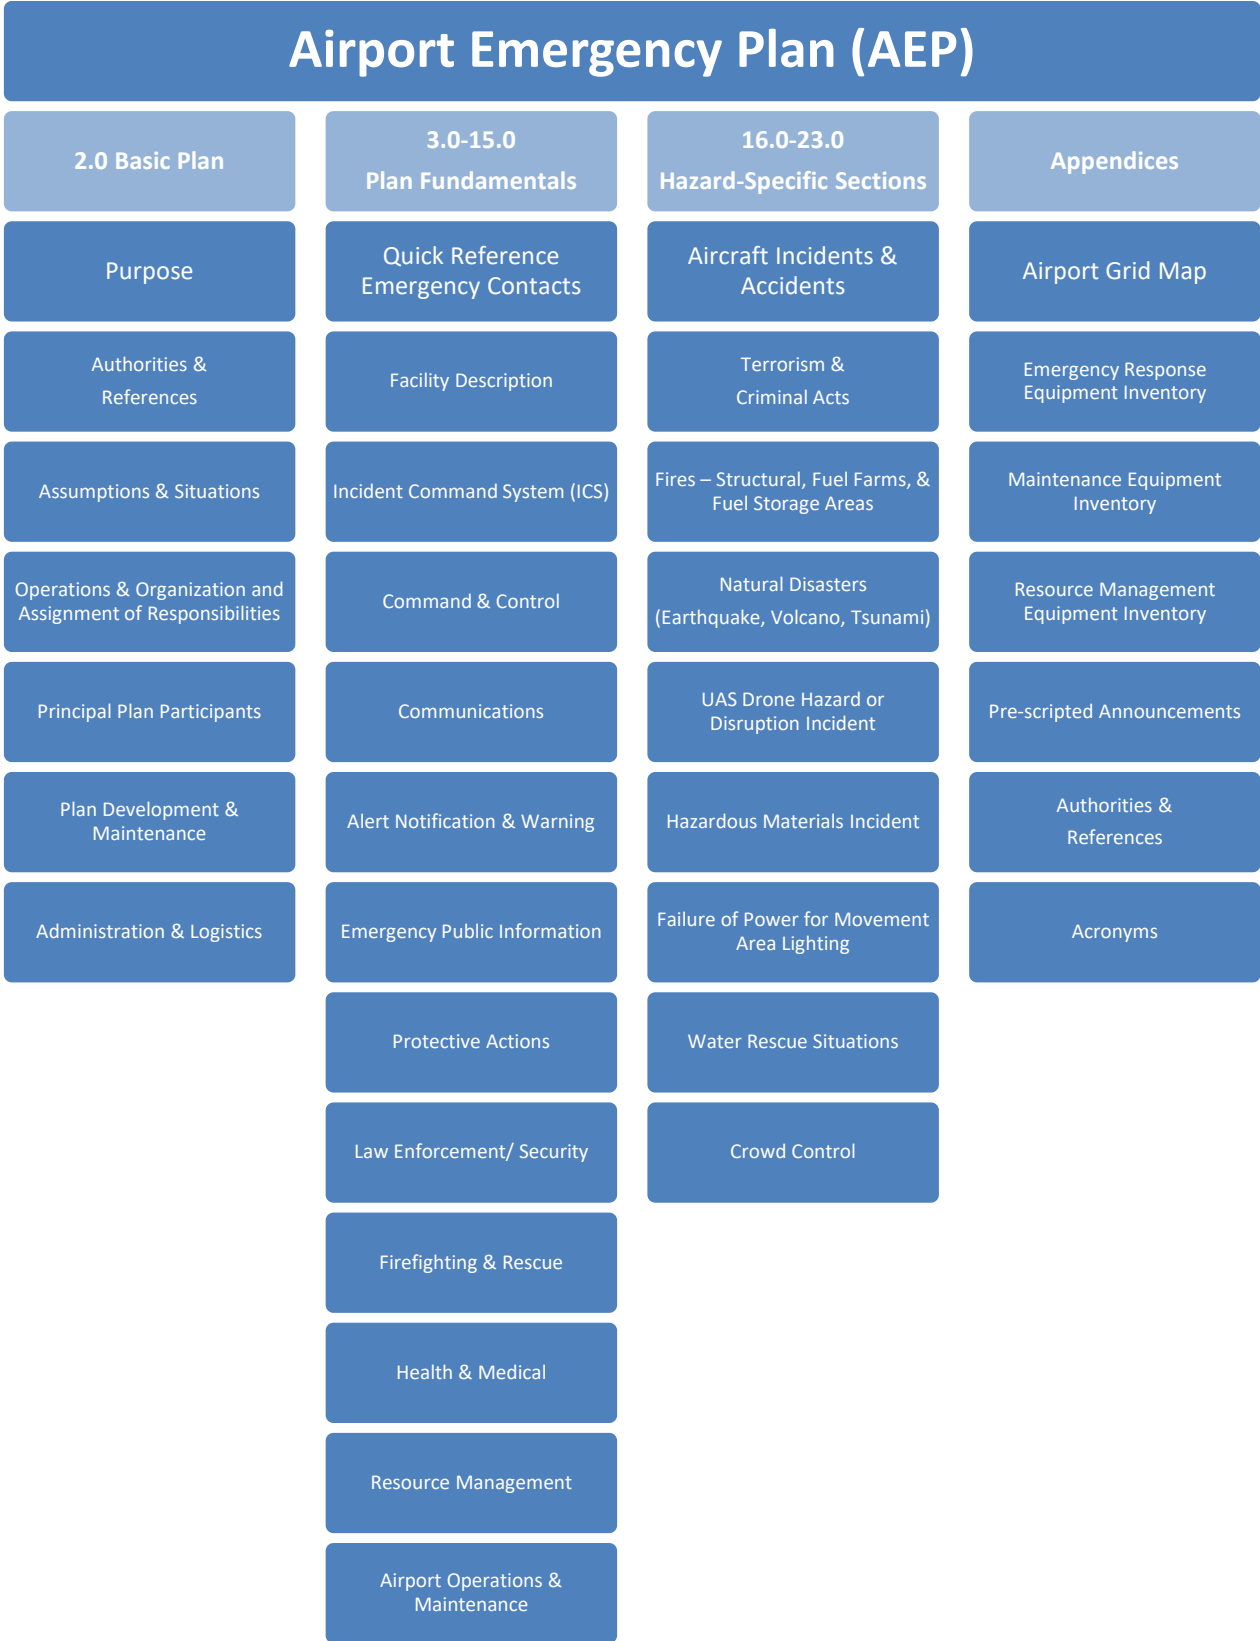 Airport Emergency Plan (AEP)
2.0 Basic Plan
Purpose
Authorities &
References
Assumptions & Situations
Operations & Organization and
Assignment of Responsibilities
Principal Plan Participants
Plan Development &
Maintenance
Administration & Logistics
3.0-15.0
Plan Fundamentals
Quick Reference
Emergency Contacts
Facility Description
Incident Command System (ICS)
Command & Control
Communications
Alert Notification & Warning
Emergency Public Information
Protective Actions
Law Enforcement/ Security
Firefighting & Rescue
Health & Medical
Resource Management
Airport Operations &
Maintenance
16.0-23.0
Hazard-Specific Sections
Aircraft Incidents &
Accidents
Terrorism &
Criminal Acts
Fires – Structural, Fuel Farms, &
Fuel Storage Areas
Natural Disasters
(Earthquake, Volcano, Tsunami)
UAS Drone Hazard or
Disruption Incident
Hazardous Materials Incident
Failure of Power for Movement
Area Lighting
Water Rescue Situations
Crowd Control
Appendices
Airport Grid Map
Emergency Response
Equipment Inventory
Maintenance Equipment
Inventory
Resource Management
Equipment Inventory
Pre-scripted Announcements
Authorities &
References
Acronyms